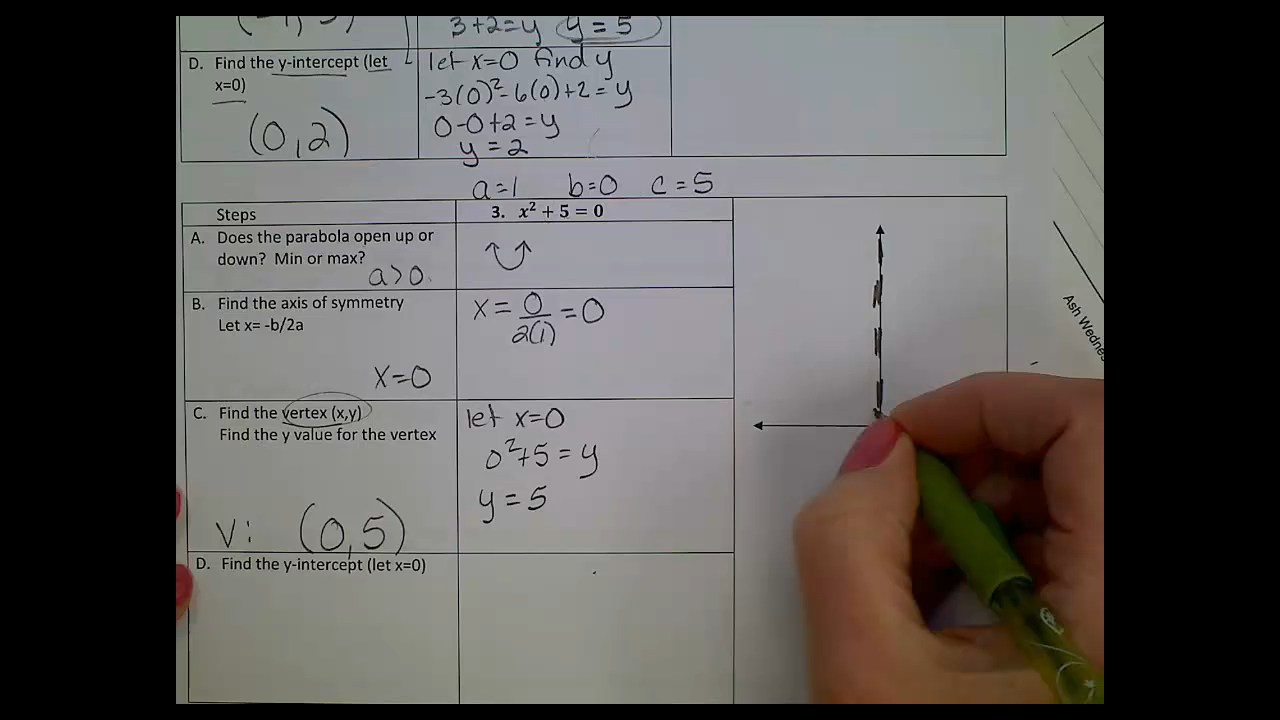 3+2=y y = 5
D. Find the y-intercept (let x=0)
(0,2)
let x=0 find y
-3(0)²-6(0)+2=y
0-0+2=y
y = 2
a=1 b=0 c=5
Steps
3. x² + 5 = 0
A. Does the parabola open up or
down? Min or max?
a>0
B. Find the axis of symmetry
Let x= -b/2a
x=0
x= 0/2(1) =0
C. Find the vertex (x,y)
Find the y value for the vertex
V: (0,5)
let x=0
0²+5=y
y=5
D. Find the y-intercept (let x=0)
Ash Wednes